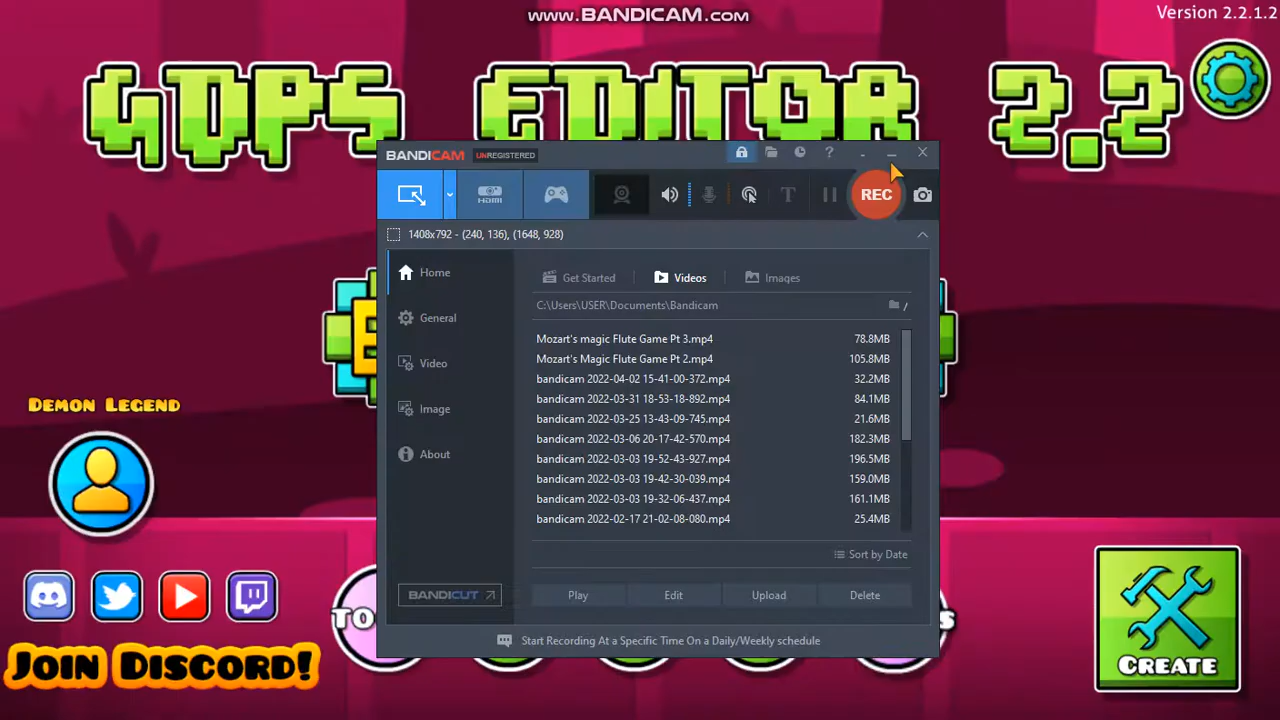 www.BANDICAM.com
Version 2.2.1.2
GDPS EDITOR 2.2
BANDICAM UNREGISTERED
HDMI
T
REC
1408x792 - (240, 136), (1648, 928)
Home
General
Video
Image
About
BANDICUT
Get Started
Videos
Images
C:\Users\USER\Documents\Bandicam
Mozart's magic Flute Game Pt 3.mp4 78.8MB
Mozart's Magic Flute Game Pt 2.mp4 105.8MB
bandicam 2022-04-02 15-41-00-372.mp4 32.2MB
bandicam 2022-03-31 18-53-18-892.mp4 84.1MB
bandicam 2022-03-25 13-43-09-745.mp4 21.6MB
bandicam 2022-03-06 20-17-42-570.mp4 182.3MB
bandicam 2022-03-03 19-52-43-927.mp4 196.5MB
bandicam 2022-03-03 19-42-30-039.mp4 159.0MB
bandicam 2022-03-03 19-32-06-437.mp4 161.1MB
bandicam 2022-02-17 21-02-08-080.mp4 25.4MB
Sort by Date
Play
Edit
Upload
Delete
Start Recording At a Specific Time On a Daily/Weekly schedule
Demon Legend
Join Discord!
Create